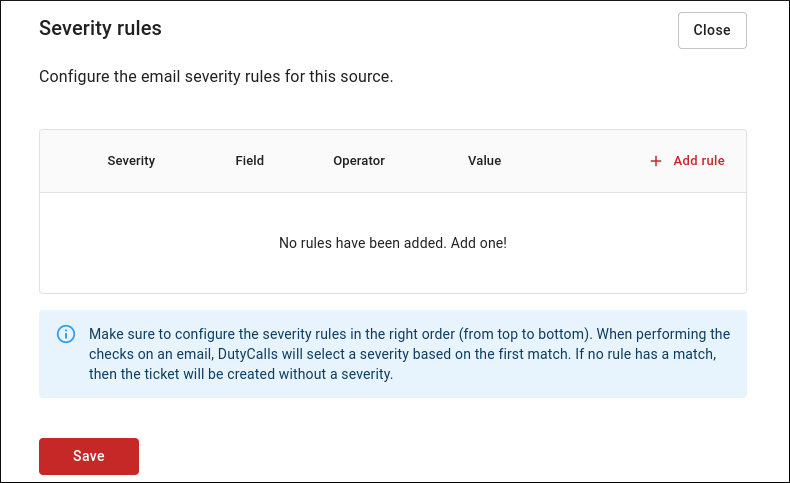 Severity rules
Close
Configure the email severity rules for this source.
Severity Field Operator Value + Add rule
No rules have been added. Add one!
Make sure to configure the severity rules in the right order (from top to bottom). When performing the
checks on an email, DutyCalls will select a severity based on the first match. If no rule has a match,
then the ticket will be created without a severity.
Save